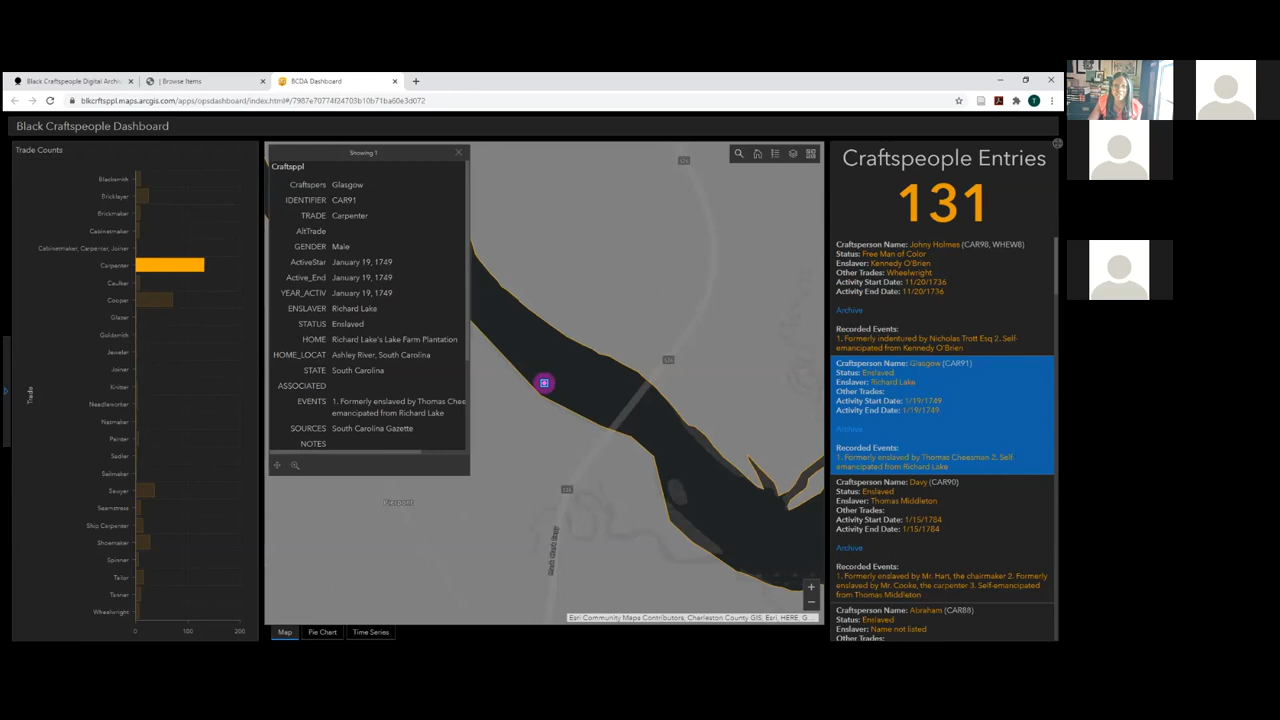 Black Craftspeople Digital Archiv
| Browse Items
BCDA Dashboard
blkcrftsppl.maps.arcgis.com/apps/opsdashboard/index.html#/7987e70774f24703b10b71ba60e3d072
T
Black Craftspeople Dashboard
Trade Counts
Blacksmith
Bricklayer
Brickmaker
Cabinetmaker
Cabinetmaker, Carpenter, Joiner
Carpenter
Caulker
Cooper
Glazer
Goldsmith
Jeweler
Joiner
Knitter
Needleworker
Netmaker
Painter
Sadler
Sailmaker
Sawyer
Seamstress
Ship Carpenter
Shoemaker
Spinner
Tailor
Tanner
Wheelwright
Trade
0 100 200
Showing 1
Craftsppl
Craftspers Glasgow
IDENTIFIER CAR91
TRADE Carpenter
AltTrade
GENDER Male
ActiveStar January 19, 1749
Active_End January 19, 1749
YEAR_ACTIV January 19, 1749
ENSLAVER Richard Lake
STATUS Enslaved
HOME Richard Lake's Lake Farm Plantation
HOME_LOCAT Ashley River, South Carolina
STATE South Carolina
ASSOCIATED
EVENTS 1. Formerly enslaved by Thomas Chee
emancipated from Richard Lake
SOURCES South Carolina Gazette
NOTES
Pierpont
Esri Community Maps Contributors, Charleston County GIS, Esri, HERE, G...
Map Pie Chart Time Series
Craftspeople Entries
131
Craftsperson Name: Johny Holmes (CAR98, WHEW8)
Status: Free Man of Color
Enslaver: Kennedy O'Brien
Other Trades: Wheelwright
Activity Start Date: 11/20/1736
Activity End Date: 11/20/1736
Archive
Recorded Events:
1. Formerly indentured by Nicholas Trott Esq 2. Self-
emancipated from Kennedy O'Brien
Craftsperson Name: Glasgow (CAR91)
Status: Enslaved
Enslaver: Richard Lake
Other Trades:
Activity Start Date: 1/19/1749
Activity End Date: 1/19/1749
Archive
Recorded Events:
1. Formerly enslaved by Thomas Cheesman 2. Self
emancipated from Richard Lake
Craftsperson Name: Davy (CAR90)
Status: Enslaved
Enslaver: Thomas Middleton
Other Trades:
Activity Start Date: 1/15/1784
Activity End Date: 1/15/1784
Archive
Recorded Events:
1. Formerly enslaved by Mr. Hart, the chairmaker 2. Formerly
enslaved by Mr. Cooke, the carpenter 3. Self-emancipated
from Thomas Middleton
Craftsperson Name: Abraham (CAR88)
Status: Enslaved
Enslaver: Name not listed
Other Trades: